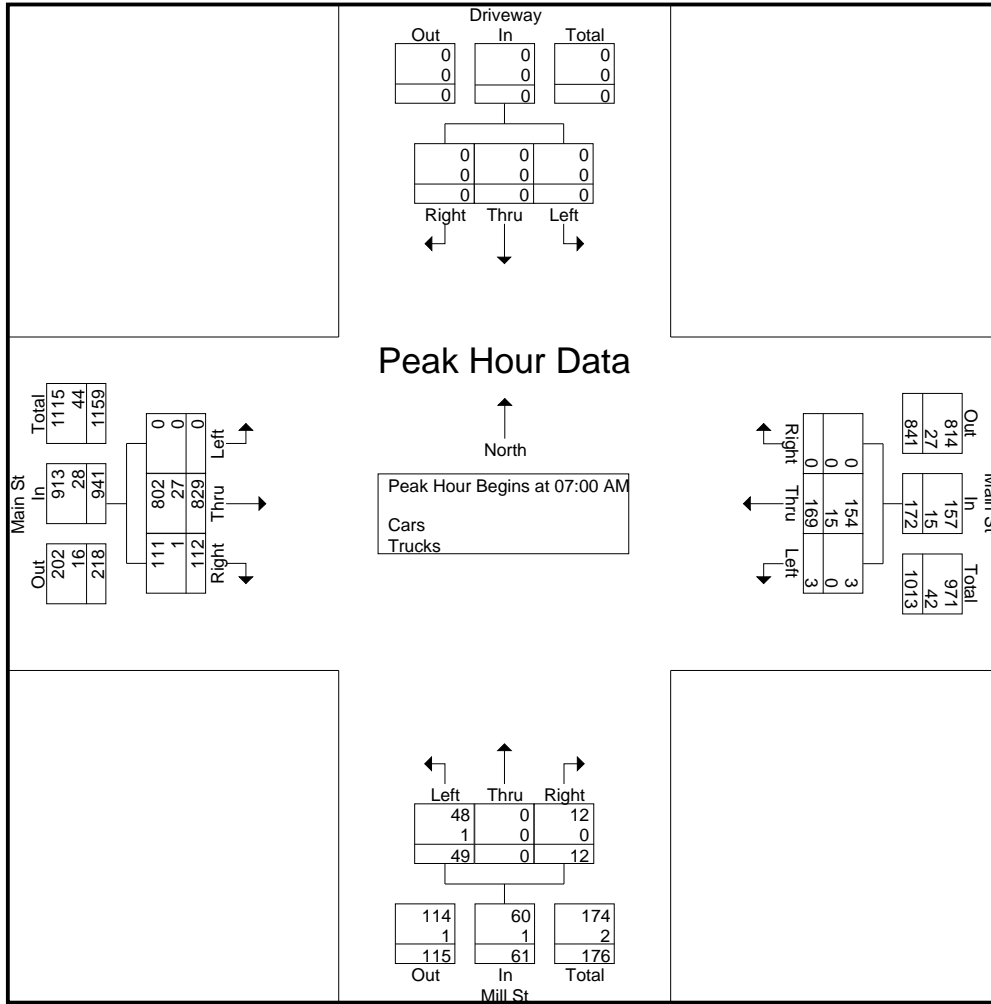 Driveway
Out In Total
0 0 0
0 0 0
0 0 0
0 0 0
0 0 0
0 0 0
Right Thru Left
Peak Hour Data
North
Peak Hour Begins at 07:00 AM
Cars
Trucks
Main St
Total In Out
1115 913 202
44 28 16
1159 941 218
0 802 111
0 27 1
0 829 112
Left Thru Right
Main St
Out In Total
814 157 971
27 15 42
841 172 1013
0 154 3
0 15 0
0 169 3
Right Thru Left
Left Thru Right
48 0 12
1 0 0
49 0 12
114 60 174
1 1 2
115 61 176
Out In Total
Mill St